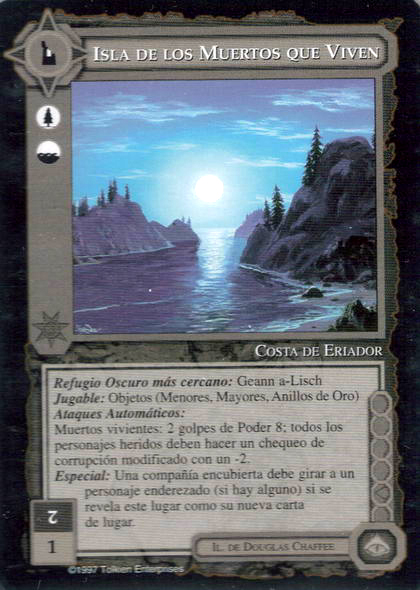 ISLA DE LOS MUERTOS QUE VIVEN
COSTA DE ERIADOR
Refugio Oscuro más cercano: Geann a-Lisch
Jugable: Objetos (Menores, Mayores, Anillos de Oro)
Ataques Automáticos:
Muertos vivientes: 2 golpes de Poder 8; todos los
personajes heridos deben hacer un chequeo de
corrupción modificado con un -2.
Especial: Una compañía encubierta debe girar a un
personaje enderezado (si hay alguno) si se
revela este lugar como su nueva carta
de lugar.
2
1
IL. DE DOUGLAS CHAFFEE
©1997 Tolkien Enterprises